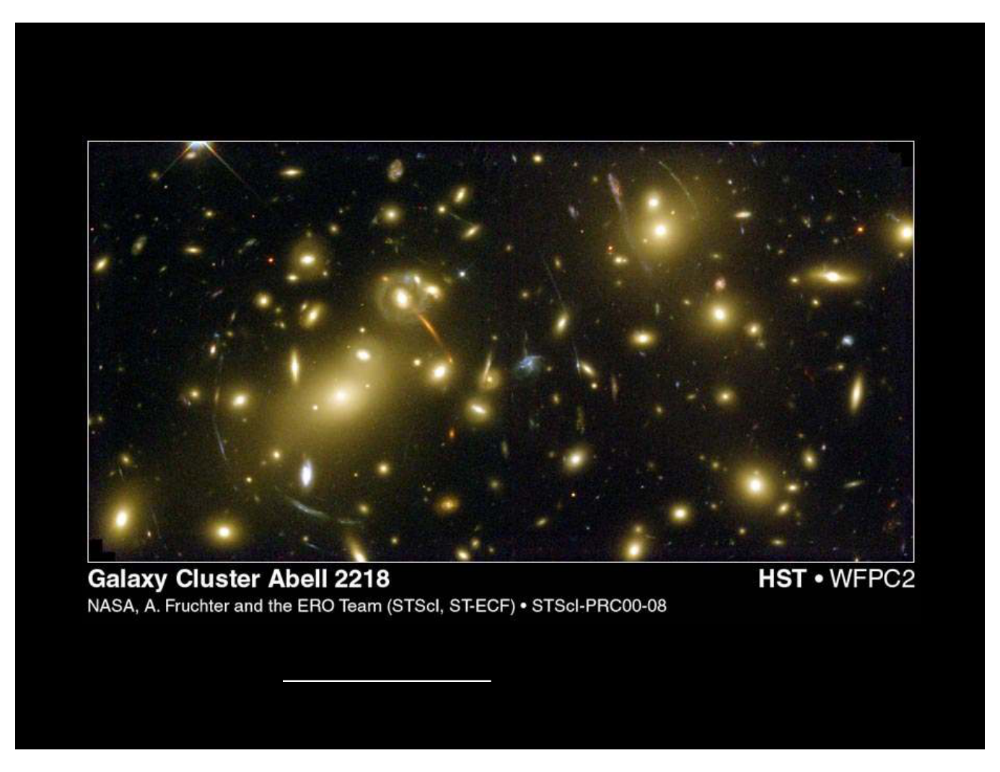 Galaxy Cluster Abell 2218 HST • WFPC2
NASA, A. Fruchter and the ERO Team (STScI, ST-ECF) • STScI-PRC00-08